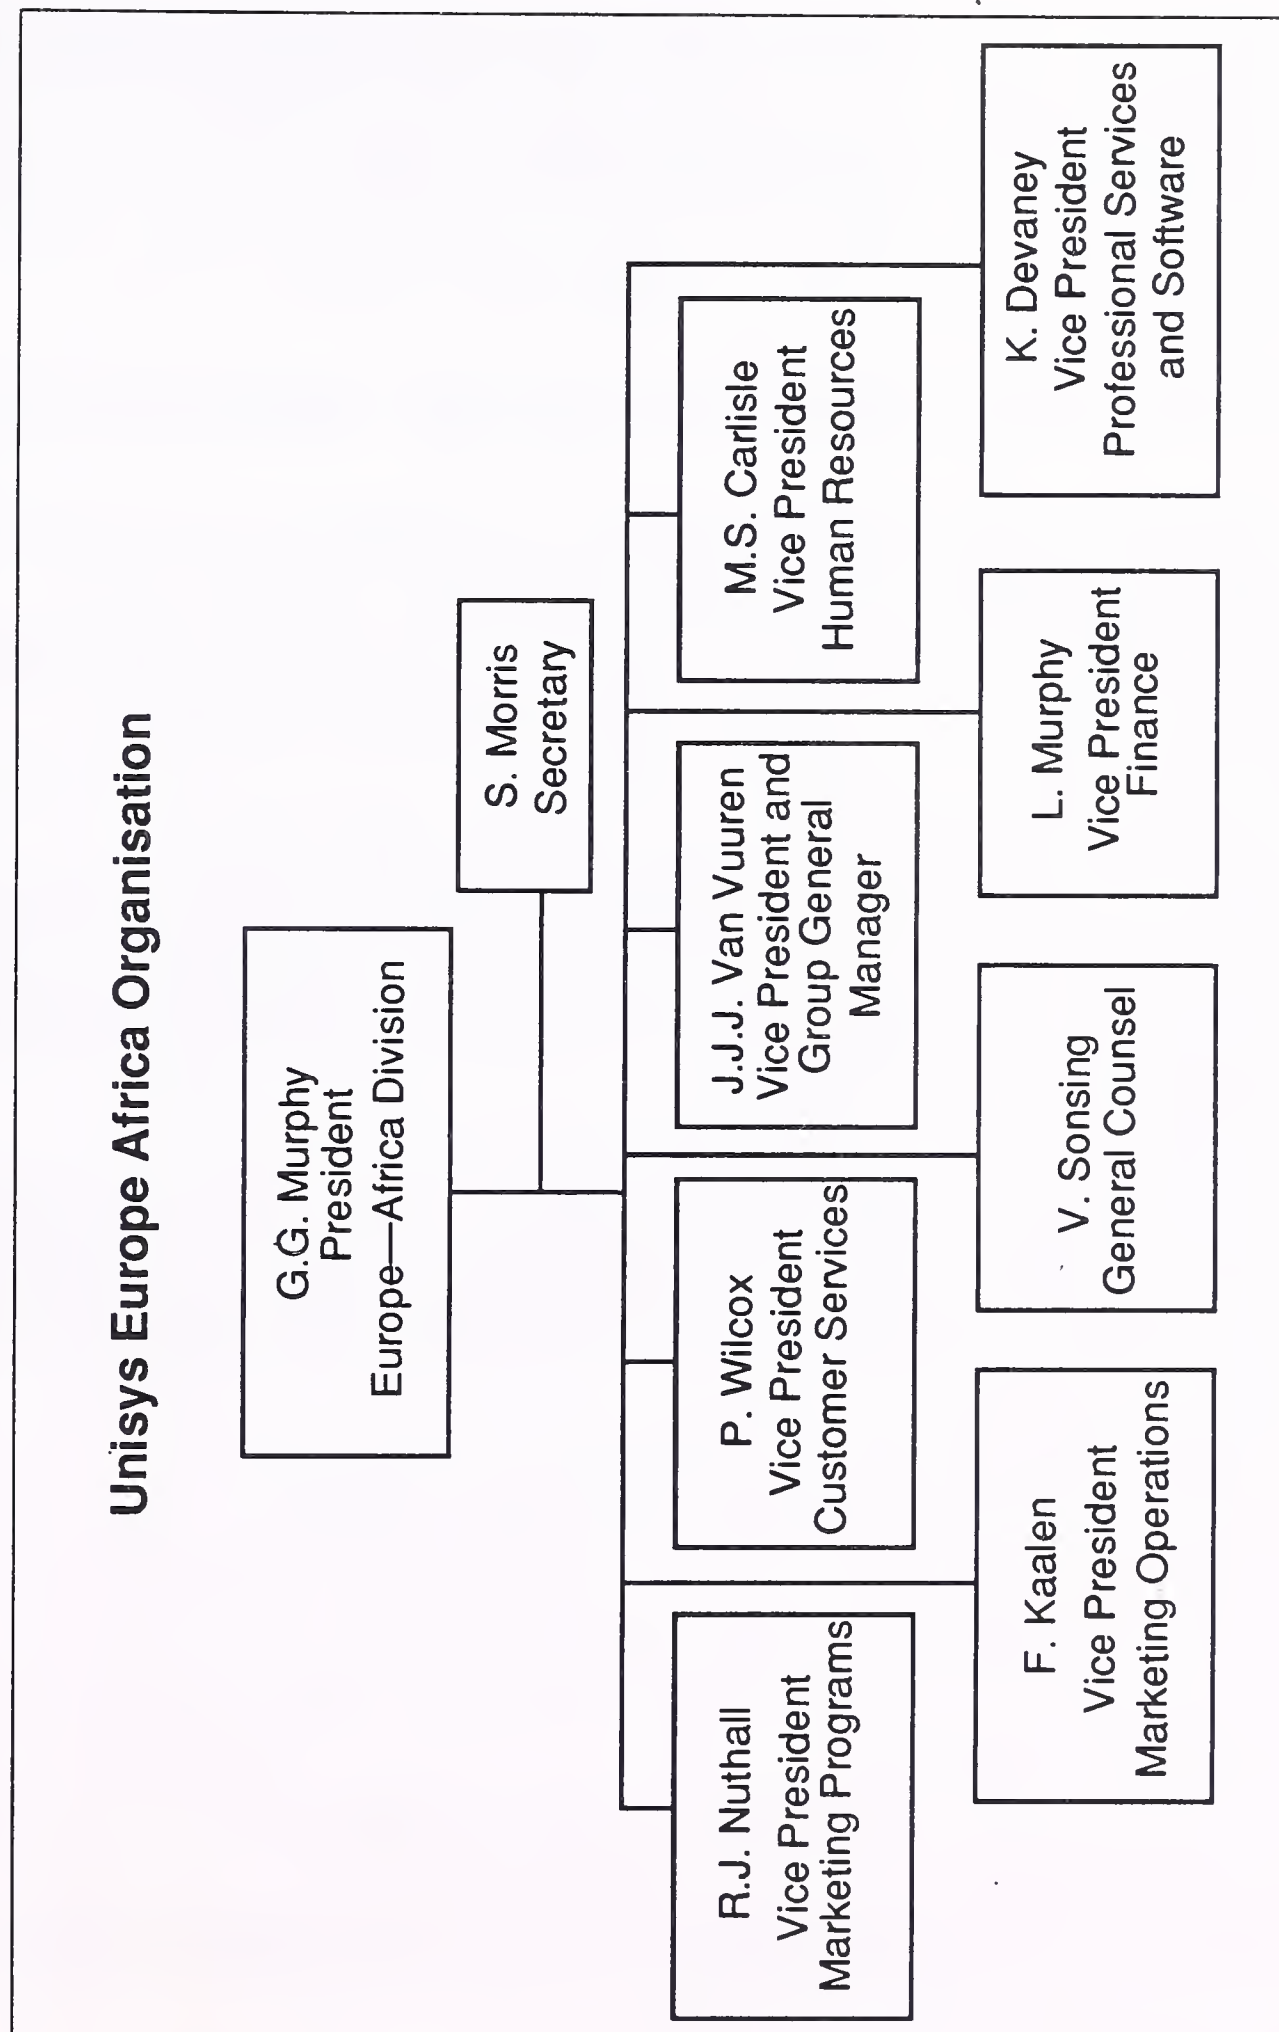 Unisys Europe Africa Organisation
G.G. Murphy
President
Europe—Africa Division
S. Morris
Secretary
R.J. Nuthall
Vice President
Marketing Programs
P. Wilcox
Vice President
Customer Services
J.J.J. Van Vuuren
Vice President and
Group General
Manager
M.S. Carlisle
Vice President
Human Resources
F. Kaalen
Vice President
Marketing Operations
V. Sonsing
General Counsel
L. Murphy
Vice President
Finance
K. Devaney
Vice President
Professional Services
and Software